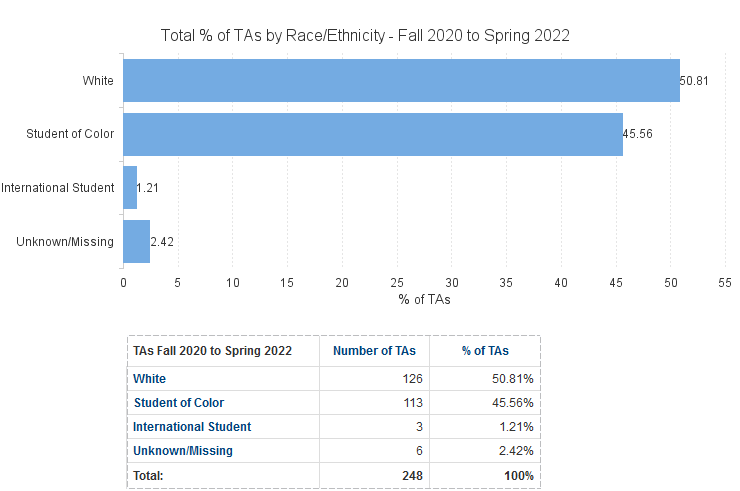 Total % of TAs by Race/Ethnicity - Fall 2020 to Spring 2022
White 50.81
Student of Color 45.56
International Student 1.21
Unknown/Missing 2.42
0 5 10 15 20 25 30 35 40 45 50 55
% of TAs
TAs Fall 2020 to Spring 2022 Number of TAs % of TAs
White 126 50.81%
Student of Color 113 45.56%
International Student 3 1.21%
Unknown/Missing 6 2.42%
Total: 248 100%